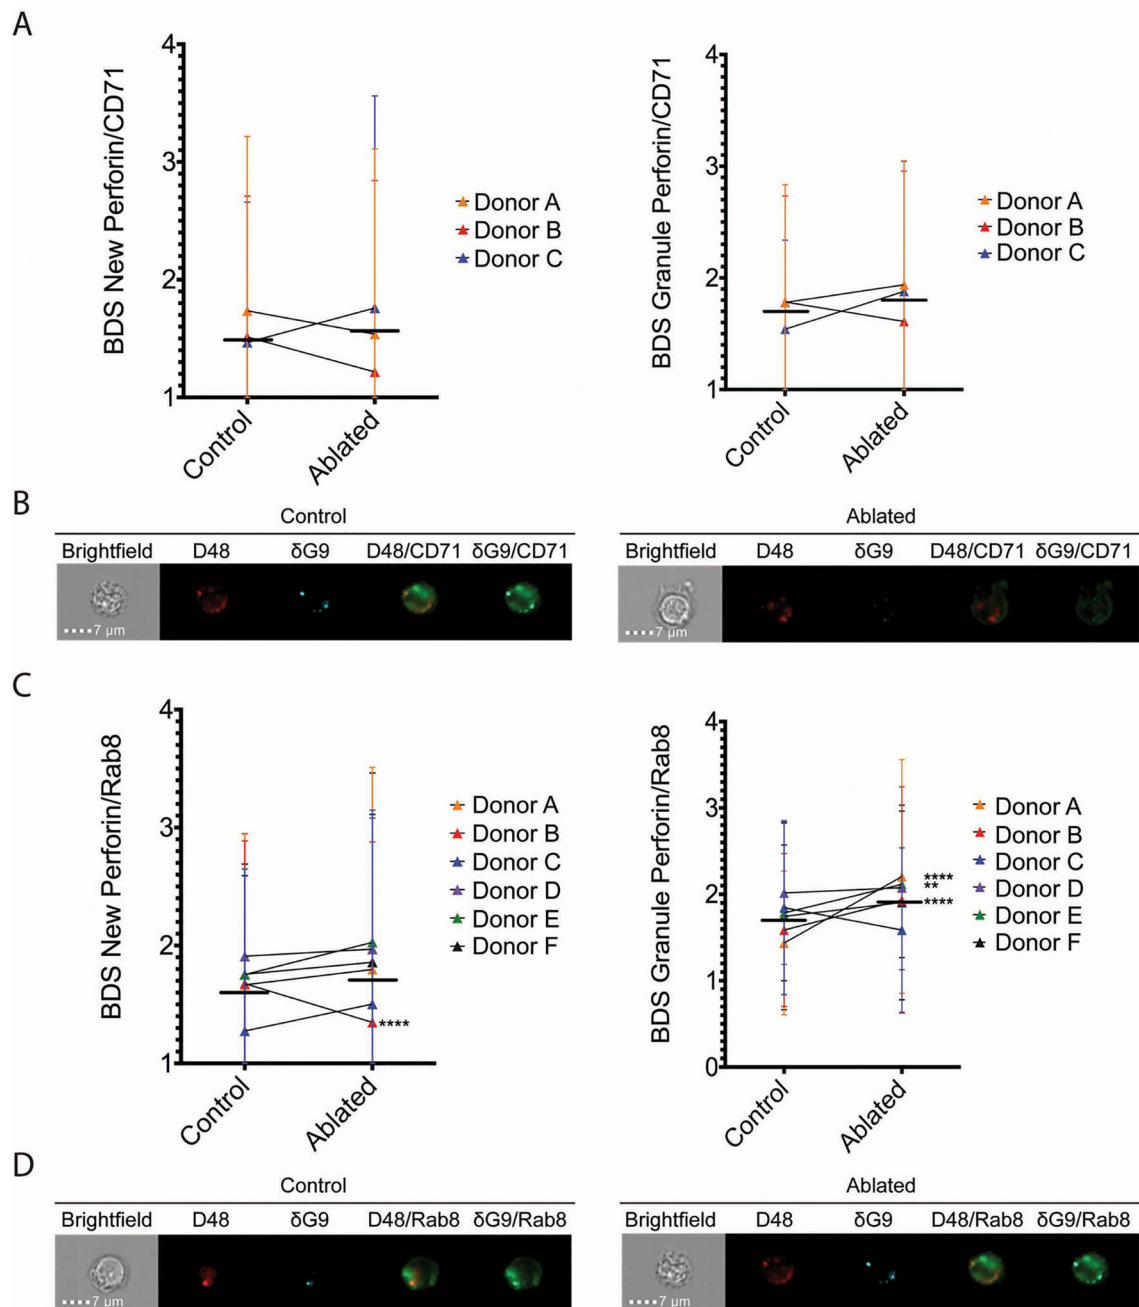 A
BDS New Perforin/CD71
4
3
2
1
Control
Ablated
Donor A
Donor B
Donor C
BDS Granule Perforin/CD71
4
3
2
1
Control
Ablated
Donor A
Donor B
Donor C
B
Control
Brightfield D48 δG9 D48/CD71 δG9/CD71
7 µm
Ablated
Brightfield D48 δG9 D48/CD71 δG9/CD71
7 µm
C
BDS New Perforin/Rab8
4
3
2
1
****
Control
Ablated
Donor A
Donor B
Donor C
Donor D
Donor E
Donor F
BDS Granule Perforin/Rab8
4
3
2
1
0
****
**
****
Control
Ablated
Donor A
Donor B
Donor C
Donor D
Donor E
Donor F
D
Control
Brightfield D48 δG9 D48/Rab8 δG9/Rab8
7 µm
Ablated
Brightfield D48 δG9 D48/Rab8 δG9/Rab8
7 µm